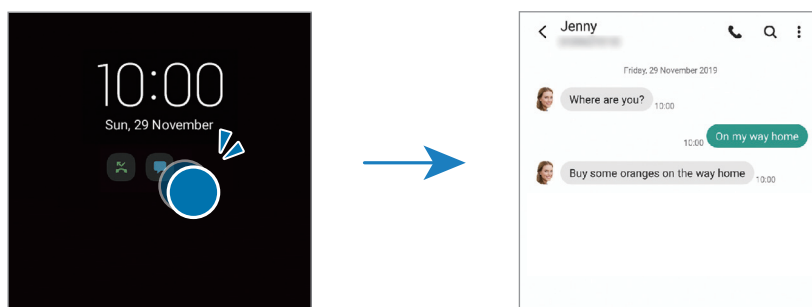 10:00
Sun, 29 November
Jenny
Friday, 29 November 2019
Where are you? 10:00
10:00 On my way home
Buy some oranges on the way home 10:00